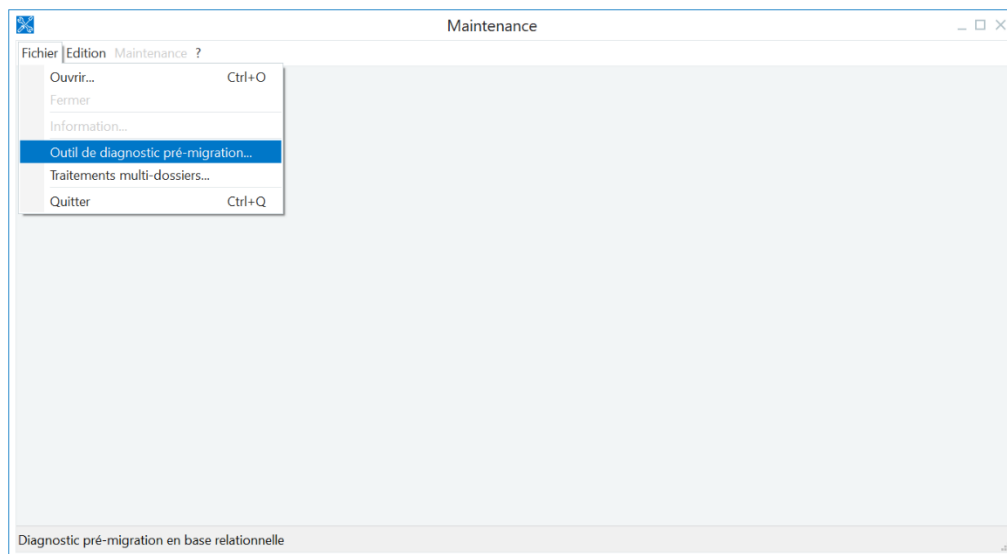 Maintenance
Fichier Edition Maintenance ?
Ouvrir... Ctrl+O
Fermer
Information...
Outil de diagnostic pré-migration...
Traitements multi-dossiers...
Quitter Ctrl+Q
Diagnostic pré-migration en base relationnelle